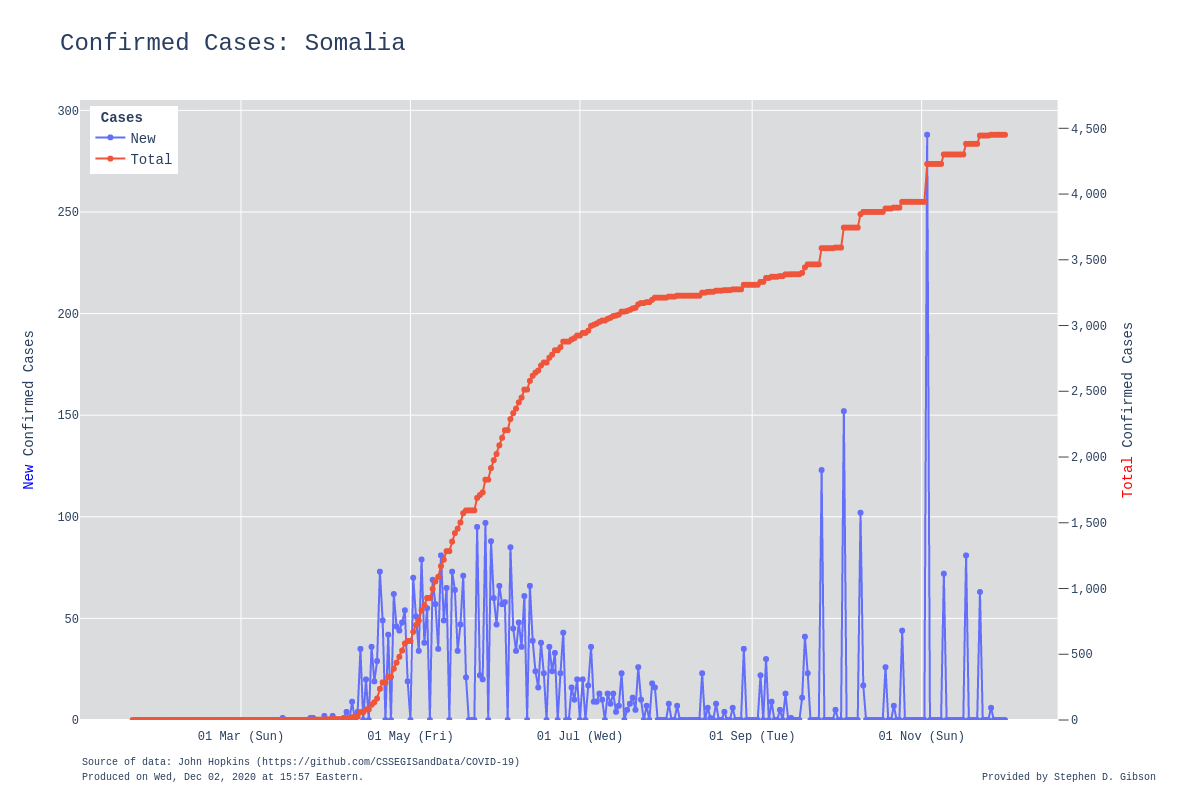 Confirmed Cases: Somalia
Cases
New
Total
300
250
200
150
100
50
0
4,500
4,000
3,500
3,000
2,500
2,000
1,500
1,000
500
0
New Confirmed Cases
Total Confirmed Cases
01 Mar (Sun)
01 May (Fri)
01 Jul (Wed)
01 Sep (Tue)
01 Nov (Sun)
Source of data: John Hopkins (https://github.com/CSSEGISandData/COVID-19)
Produced on Wed, Dec 02, 2020 at 15:57 Eastern.
Provided by Stephen D. Gibson